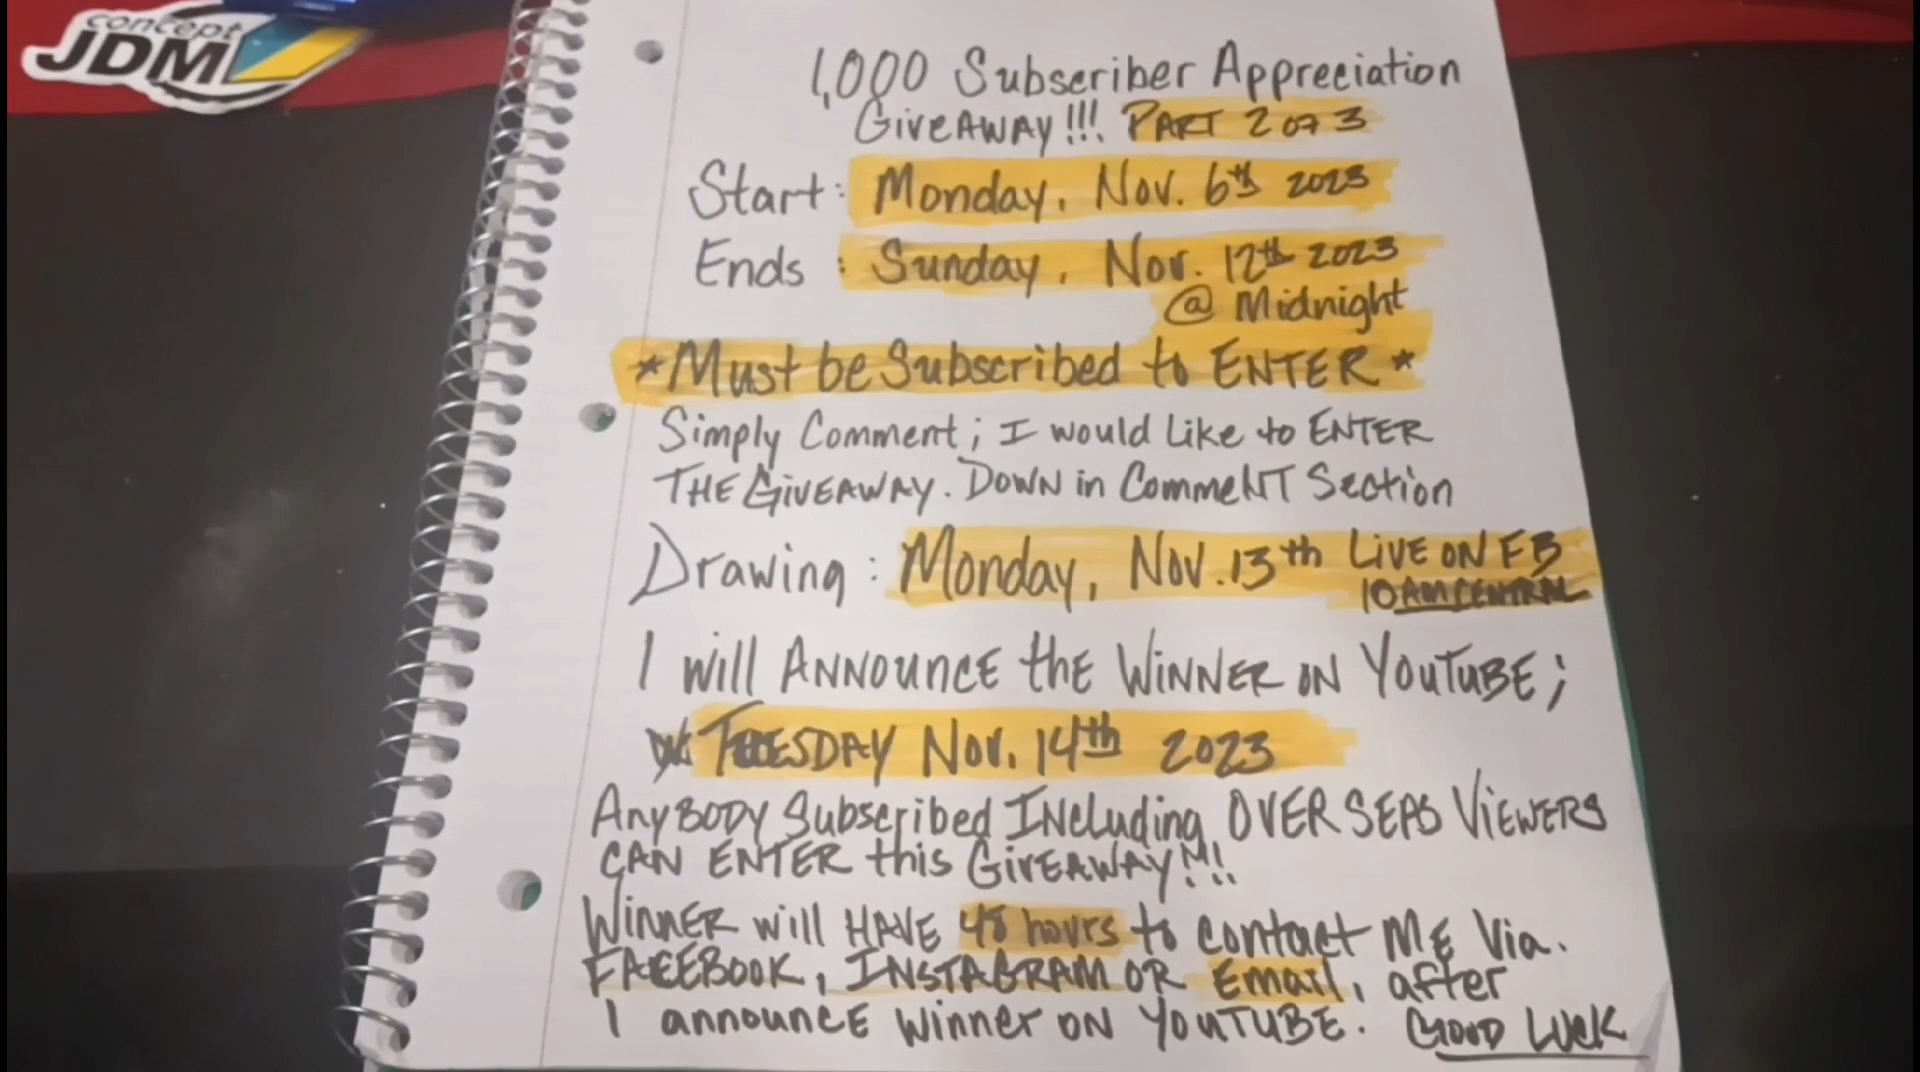 concept
JDM
1,000 Subscriber Appreciation
GiveAWAY!!! PART 2 of 3
Start: Monday, Nov. 6th 2023
Ends: Sunday, Nov. 12th 2023
@ Midnight
*Must be Subscribed to ENTER*
Simply Comment; I would Like to ENTER
THE GiVEAWAY. DOWN in CommeNT Section
Drawing: Monday, Nov. 13th LiVE ON FB
10AM CENTRAL
I will ANNOUNCE the WINNER ON YOUTUBE;
TUESDAY Nov. 14th 2023
AnyBODY Subscribed INcLuding OVERSEAS ViEWERS
CAN ENTER this GiVEAWAY!!!
WiNNER will HAVE 48 hours to contact ME Via.
FACEBOOK, INSTAGRAM OR Email, after
I announce winner ON YOUTUBE. GOOD LUCK